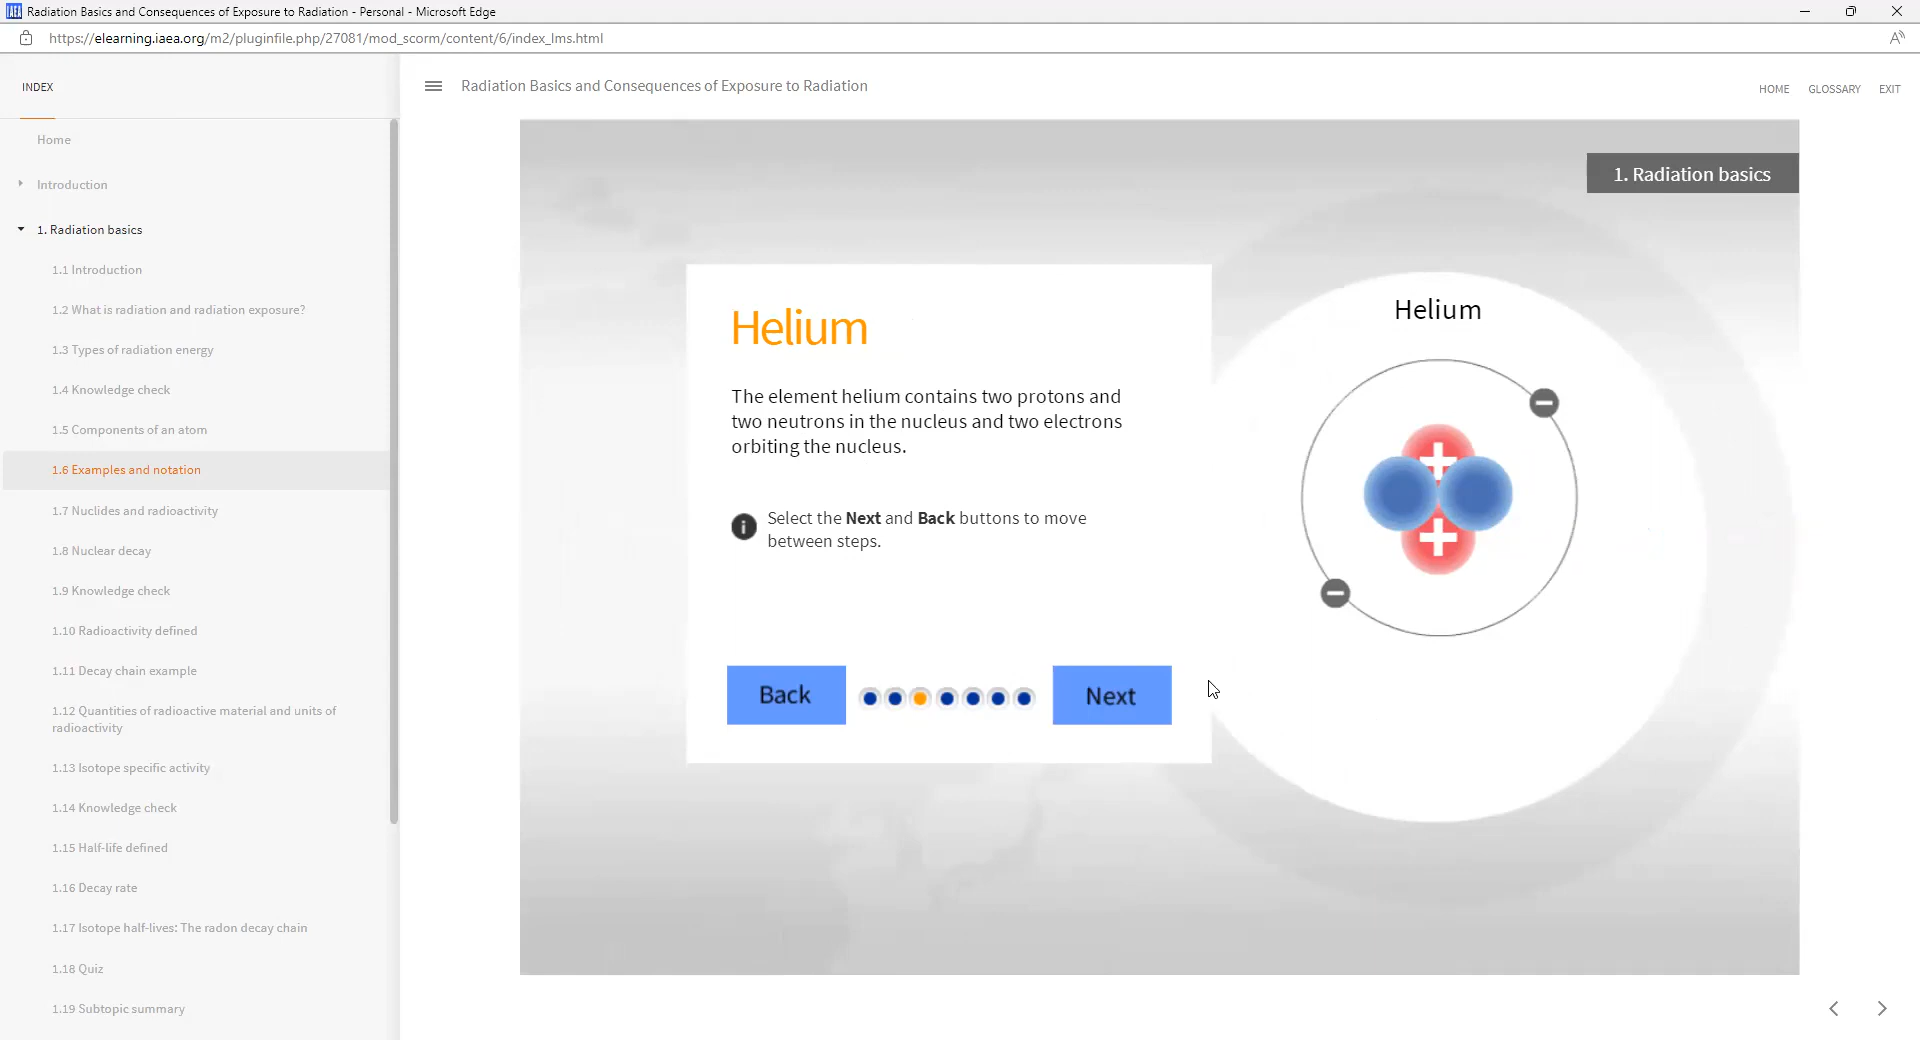 IAEA Radiation Basics and Consequences of Exposure to Radiation - Personal - Microsoft Edge
https://elearning.iaea.org/m2/pluginfile.php/27081/mod_scorm/content/6/index_lms.html
INDEX
Radiation Basics and Consequences of Exposure to Radiation
HOME GLOSSARY EXIT
Home
Introduction
1. Radiation basics
1.1 Introduction
1.2 What is radiation and radiation exposure?
1.3 Types of radiation energy
1.4 Knowledge check
1.5 Components of an atom
1.6 Examples and notation
1.7 Nuclides and radioactivity
1.8 Nuclear decay
1.9 Knowledge check
1.10 Radioactivity defined
1.11 Decay chain example
1.12 Quantities of radioactive material and units of
radioactivity
1.13 Isotope specific activity
1.14 Knowledge check
1.15 Half-life defined
1.16 Decay rate
1.17 Isotope half-lives: The radon decay chain
1.18 Quiz
1.19 Subtopic summary
1. Radiation basics
Helium
The element helium contains two protons and
two neutrons in the nucleus and two electrons
orbiting the nucleus.
Select the Next and Back buttons to move
between steps.
Back
Next
Helium